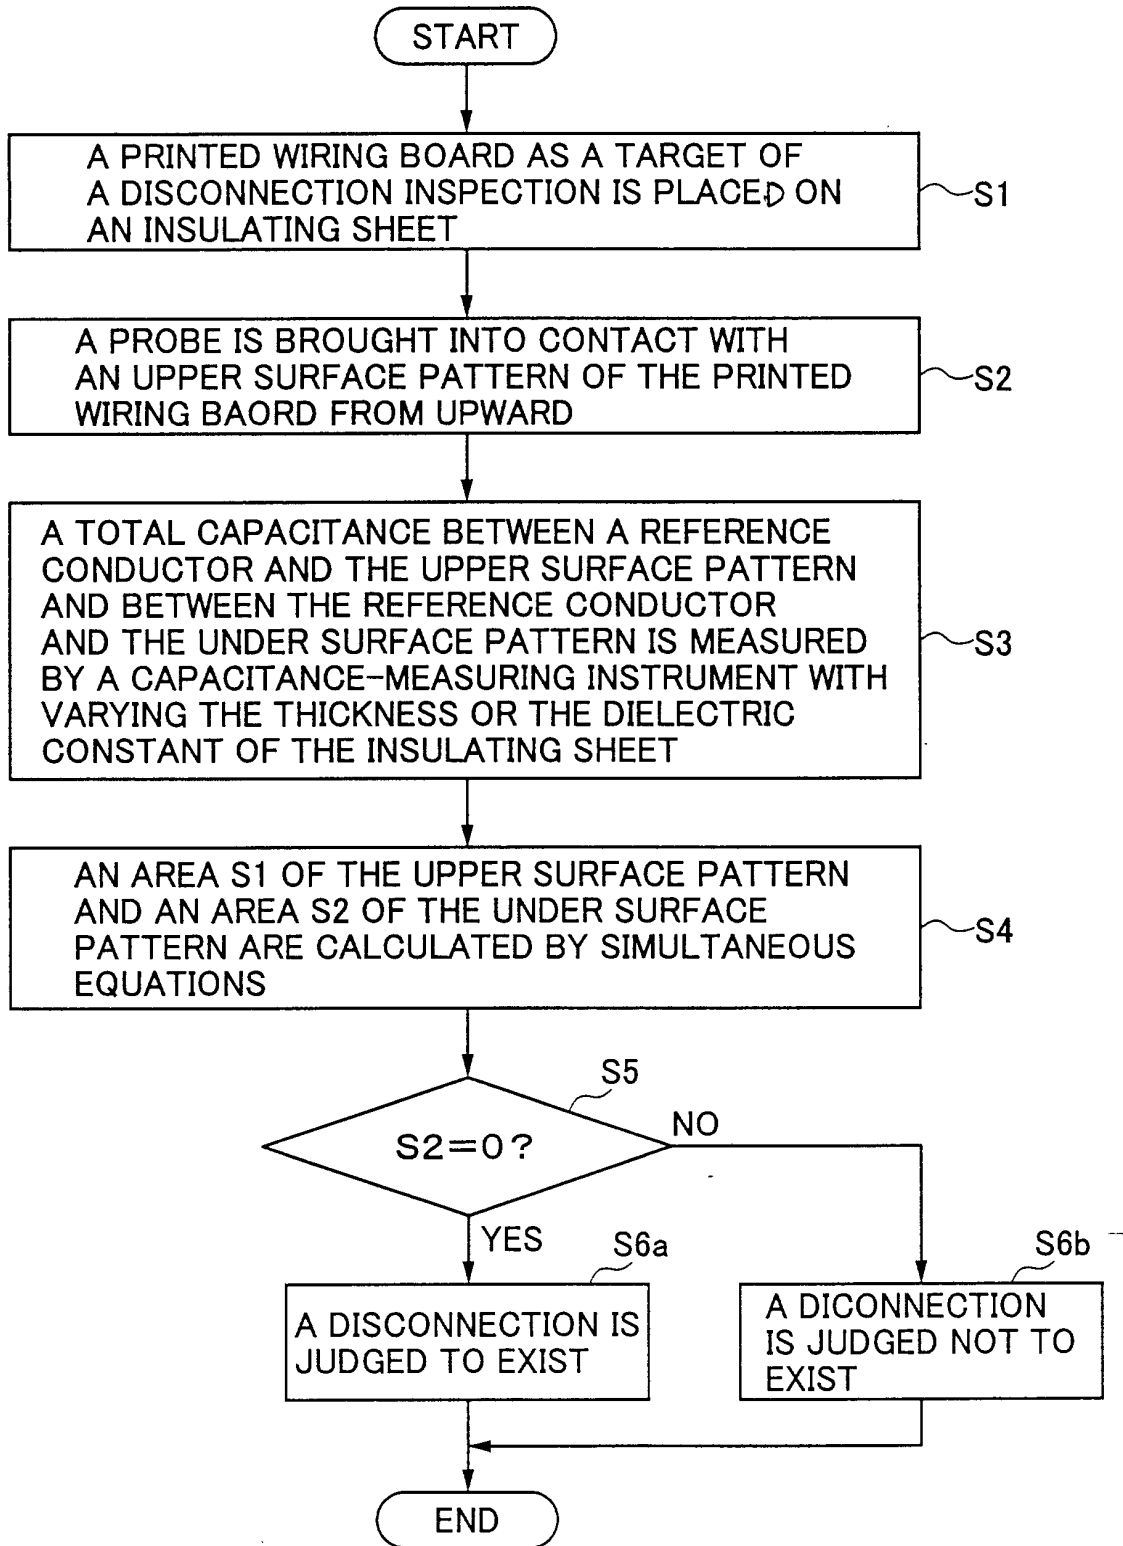 START
A PRINTED WIRING BOARD AS A TARGET OF
A DISCONNECTION INSPECTION IS PLACED ON
AN INSULATING SHEET
S1
A PROBE IS BROUGHT INTO CONTACT WITH
AN UPPER SURFACE PATTERN OF THE PRINTED
WIRING BAORD FROM UPWARD
S2
A TOTAL CAPACITANCE BETWEEN A REFERENCE
CONDUCTOR AND THE UPPER SURFACE PATTERN
AND BETWEEN THE REFERENCE CONDUCTOR
AND THE UNDER SURFACE PATTERN IS MEASURED
BY A CAPACITANCE-MEASURING INSTRUMENT WITH
VARYING THE THICKNESS OR THE DIELECTRIC
CONSTANT OF THE INSULATING SHEET
S3
AN AREA S1 OF THE UPPER SURFACE PATTERN
AND AN AREA S2 OF THE UNDER SURFACE
PATTERN ARE CALCULATED BY SIMULTANEOUS
EQUATIONS
S4
S5
S2=0?
NO
YES
S6a
A DISCONNECTION IS
JUDGED TO EXIST
S6b
A DICONNECTION
IS JUDGED NOT TO
EXIST
END